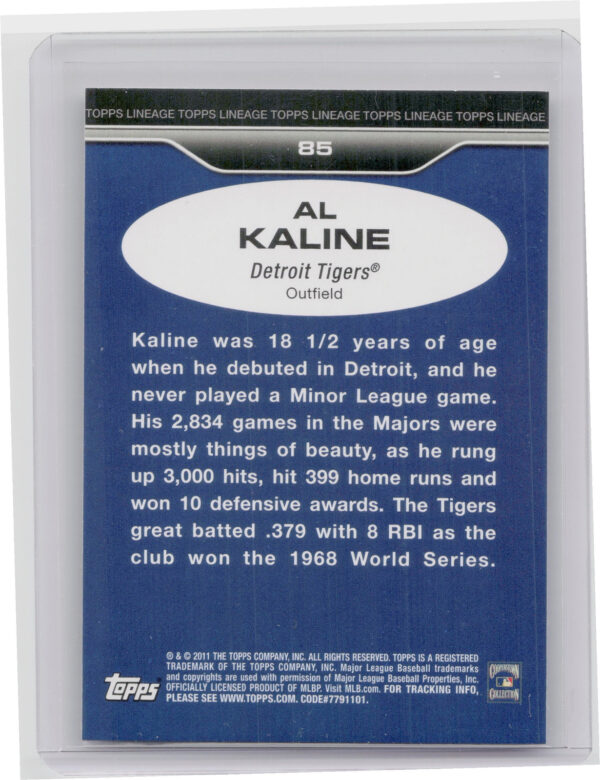 TOPPS LINEAGE TOPPS LINEAGE TOPPS LINEAGE TOPPS LINEAGE TOPPS LINEAGE
85
AL
KALINE
Detroit Tigers®
Outfield
Kaline was 18 1/2 years of age
when he debuted in Detroit, and he
never played a Minor League game.
His 2,834 games in the Majors were
mostly things of beauty, as he rung
up 3,000 hits, hit 399 home runs and
won 10 defensive awards. The Tigers
great batted .379 with 8 RBI as the
club won the 1968 World Series.
® & © 2011 THE TOPPS COMPANY, INC. ALL RIGHTS RESERVED. TOPPS IS A REGISTERED
TRADEMARK OF THE TOPPS COMPANY, INC. Major League Baseball trademarks
and copyrights are used with permission of Major League Baseball Properties, Inc.
OFFICIALLY LICENSED PRODUCT OF MLBP. Visit MLB.com. FOR TRACKING INFO,
PLEASE SEE WWW.TOPPS.COM. CODE#7791101.
topps
COOPERSTOWN
COLLECTION